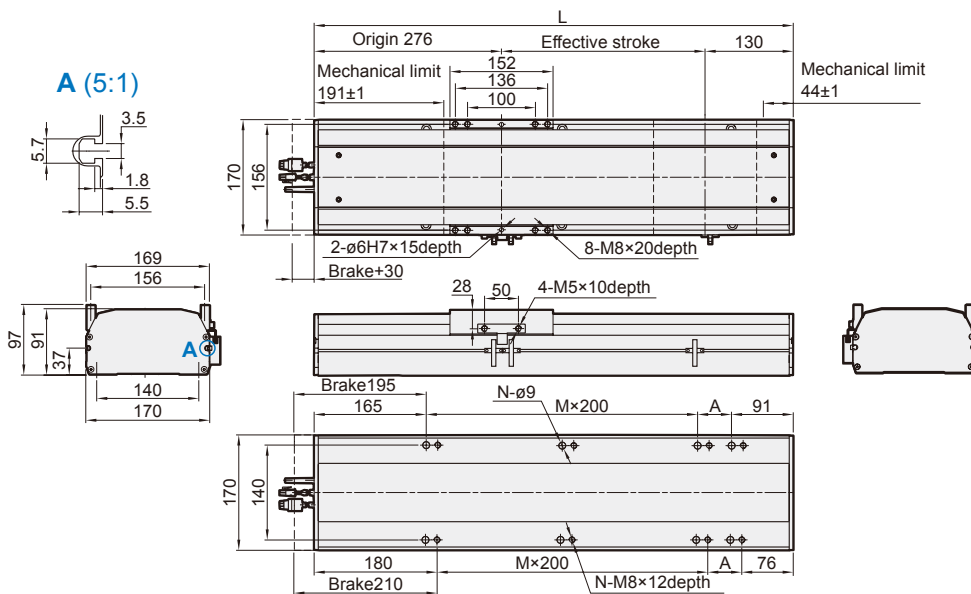 L
Origin 276
Effective stroke
130
152
Mechanical limit
191±1
136
100
Mechanical limit
44±1
A (5:1)
3.5
5.7
1.8
5.5
170
156
2-ø6H7×15depth
8-M8×20depth
Brake+30
169
156
97
91
37
A
140
170
28
50
4-M5×10depth
Brake195
165
N-ø9
M×200
A
91
170
140
180
M×200
A
76
Brake210
N-M8×12depth